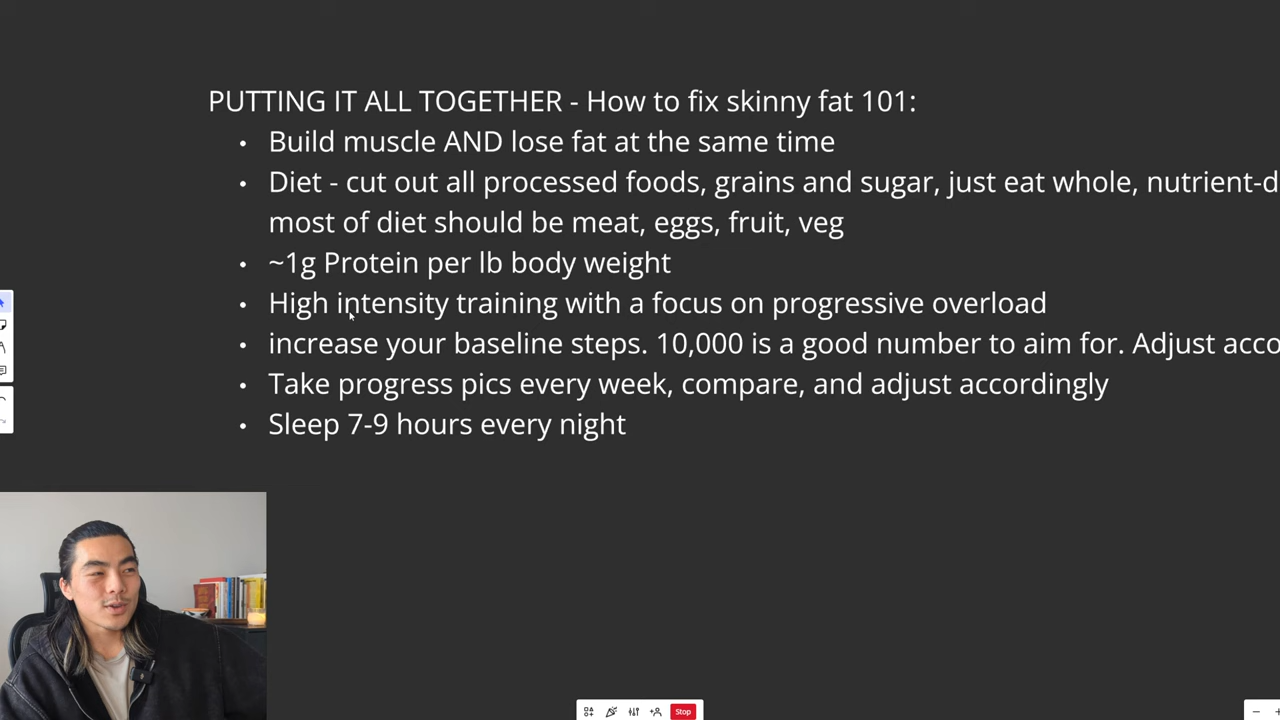 PUTTING IT ALL TOGETHER - How to fix skinny fat 101:
• Build muscle AND lose fat at the same time
• Diet - cut out all processed foods, grains and sugar, just eat whole,
most of diet should be meat, eggs, fruit, veg
• ~1g Protein per lb body weight
• High intensity training with a focus on progressive overload
• increase your baseline steps. 10,000 is a good number to aim for. Adjust
• Take progress pics every week, compare, and adjust accordingly
• Sleep 7-9 hours every night
Stop